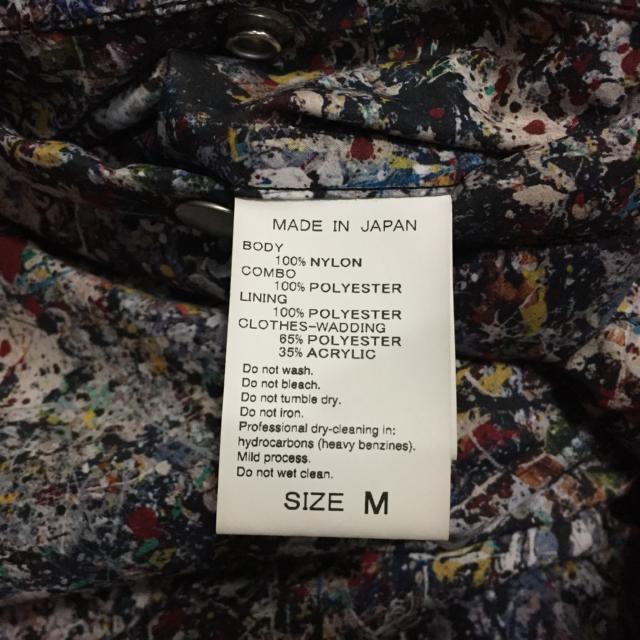 MADE IN JAPAN
BODY
100% NYLON
COMBO
100% POLYESTER
LINING
100% POLYESTER
CLOTHES-WADDING
65% POLYESTER
35% ACRYLIC
Do not wash.
Do not bleach.
Do not tumble dry.
Do not iron.
Professional dry-cleaning in:
hydrocarbons (heavy benzines).
Mild process.
Do not wet clean.
SIZE M